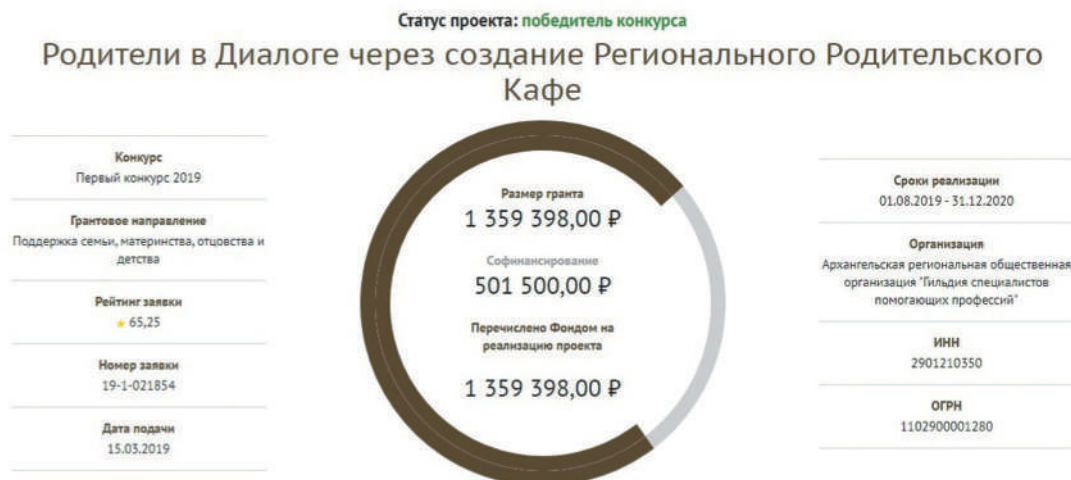 Статус проекта: победитель конкурса
Родители в Диалоге через создание Регионального Родительского
Кафе
Конкурс
Первый конкурс 2019
Грантовое направление
Поддержка семьи, материнства, отцовства и
детства
Рейтинг заявки
★ 65,25
Номер заявки
19-1-021854
Дата подачи
15.03.2019
Размер гранта
1 359 398,00 ₽
Софинансирование
501 500,00 ₽
Перечислено Фондом на
реализацию проекта
1 359 398,00 ₽
Сроки реализации
01.08.2019 - 31.12.2020
Организация
Архангельская региональная общественная
организация "Гильдия специалистов
помогающих профессий"
ИНН
2901210350
ОГРН
1102900001280